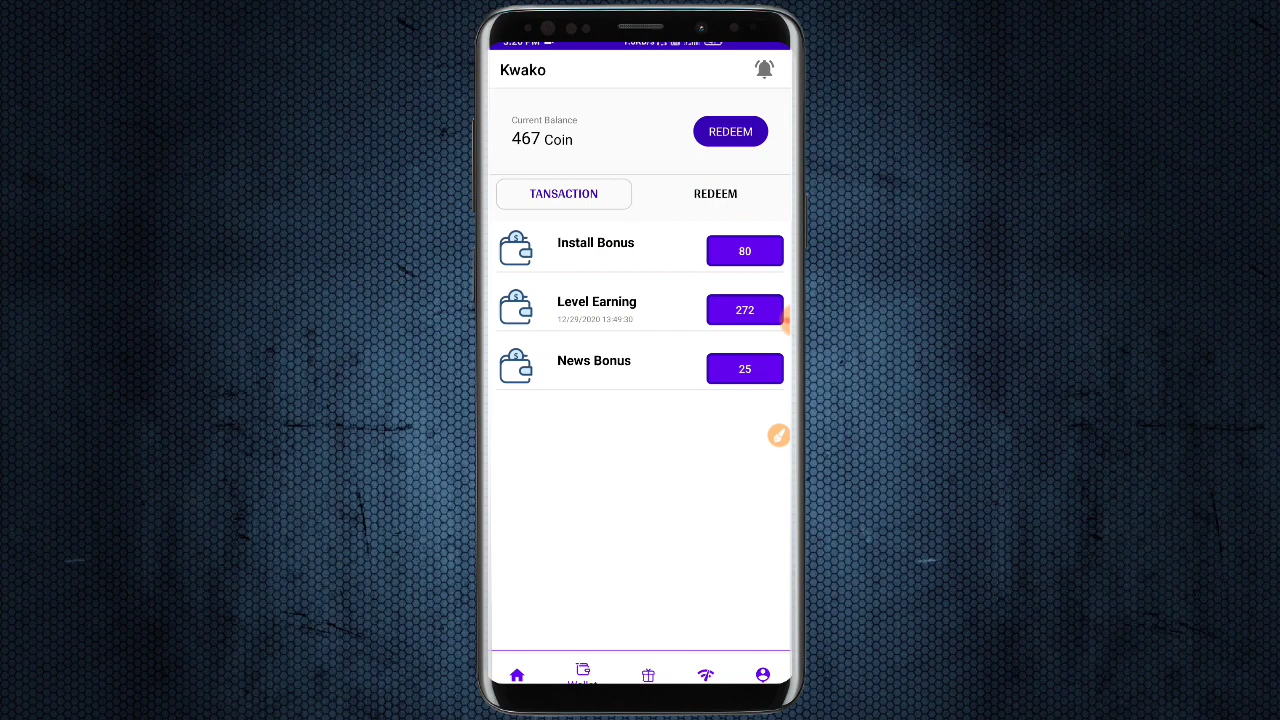 Kwako
Current Balance
467 Coin
REDEEM
TANSACTION
REDEEM
Install Bonus
80
Level Earning
12/29/2020 13:49:30
272
News Bonus
25